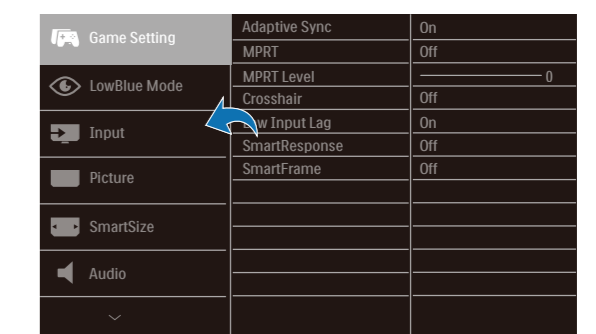 Game Setting
LowBlue Mode
Input
Picture
SmartSize
Audio
Adaptive Sync On
MPRT Off
MPRT Level 0
Crosshair Off
Input Lag On
SmartResponse Off
SmartFrame Off